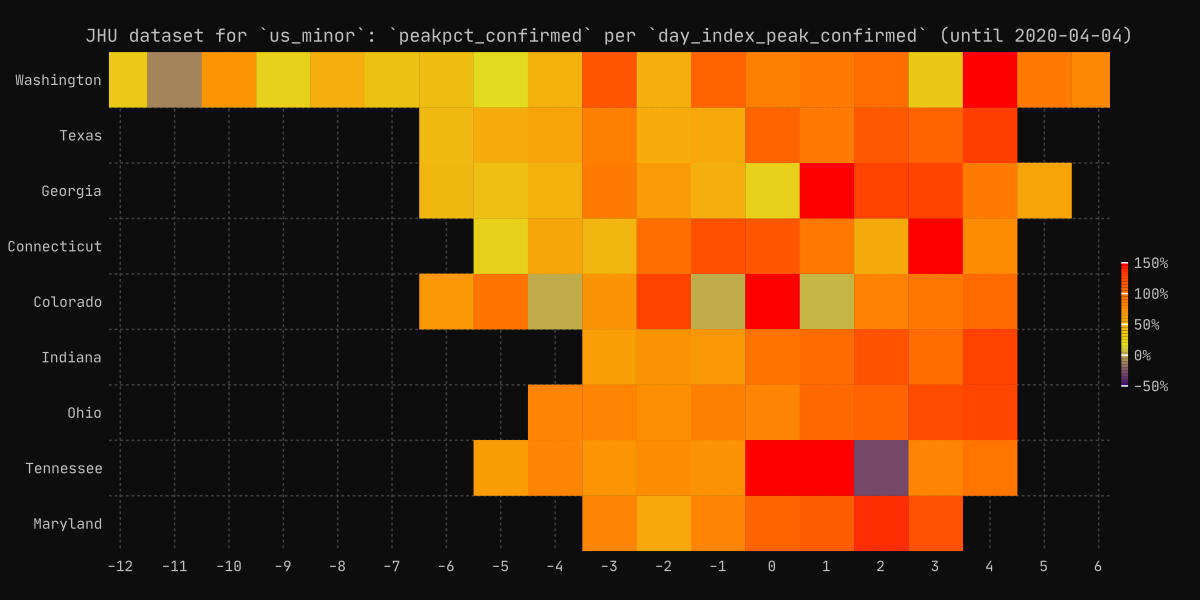 JHU dataset for `us_minor`: `peakpct_confirmed` per `day_index_peak_confirmed` (until 2020-04-04)
Washington
Texas
Georgia
Connecticut
Colorado
Indiana
Ohio
Tennessee
Maryland
-12 -11 -10 -9 -8 -7 -6 -5 -4 -3 -2 -1 0 1 2 3 4 5 6
150%
100%
50%
0%
-50%